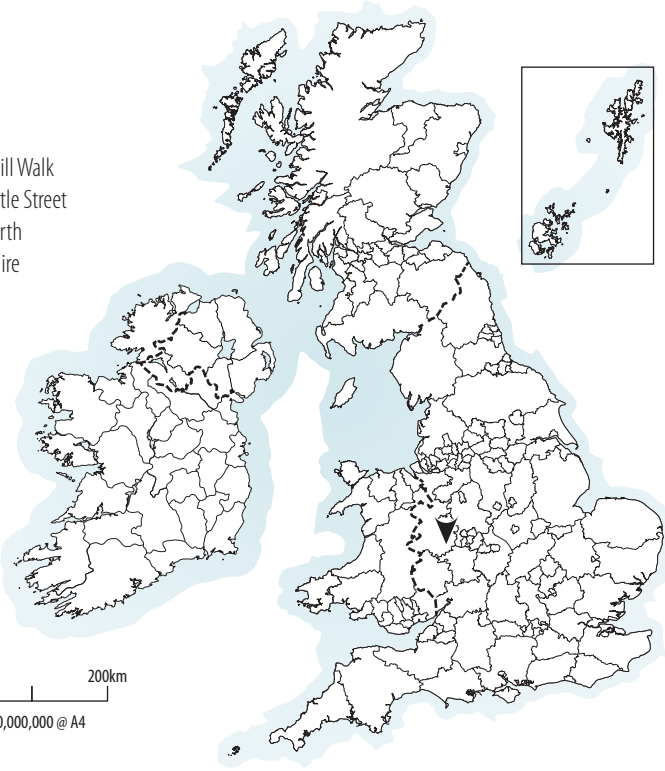 ill Walk
tle Street
rth
ire
200km
0,000,000 @ A4